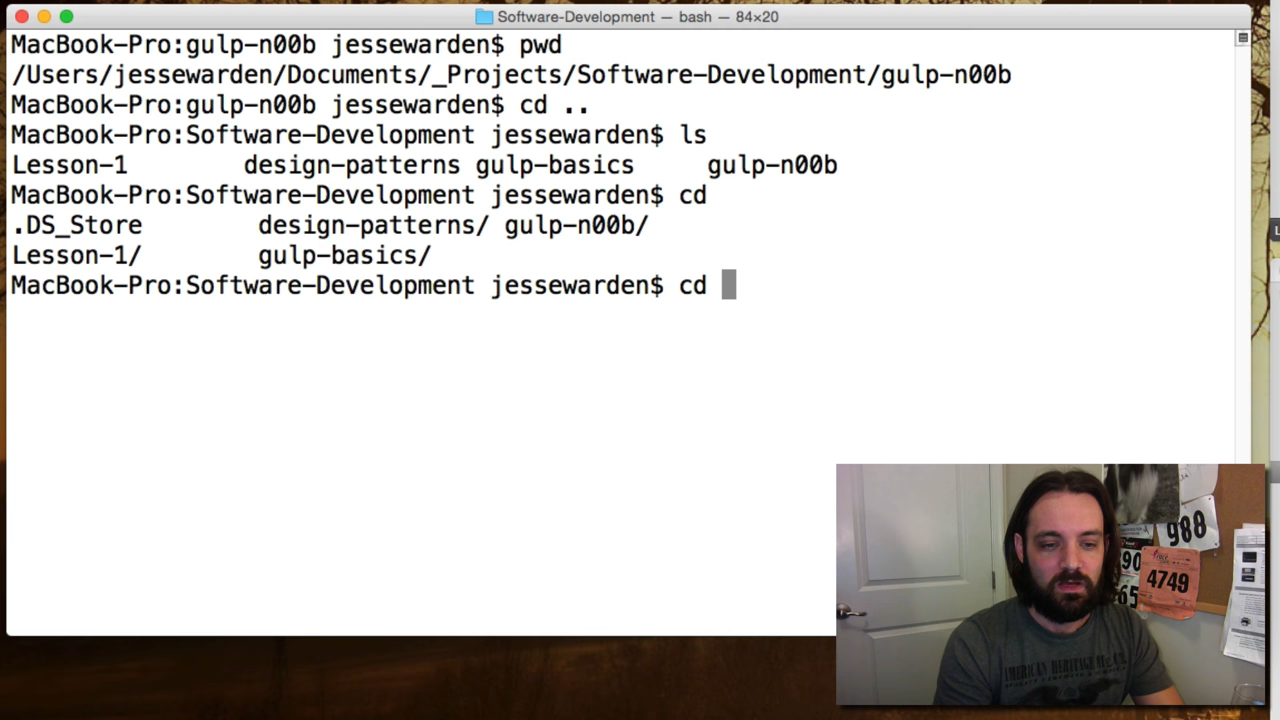 Software-Development — bash — 84×20
MacBook-Pro:gulp-n00b jessewarden$ pwd
/Users/jessewarden/Documents/_Projects/Software-Development/gulp-n00b
MacBook-Pro:gulp-n00b jessewarden$ cd ..
MacBook-Pro:Software-Development jessewarden$ ls
Lesson-1 design-patterns gulp-basics gulp-n00b
MacBook-Pro:Software-Development jessewarden$ cd
.DS_Store design-patterns/ gulp-n00b/
Lesson-1/ gulp-basics/
MacBook-Pro:Software-Development jessewarden$ cd
988
90
4749
65
AMERICAN HERITAGE